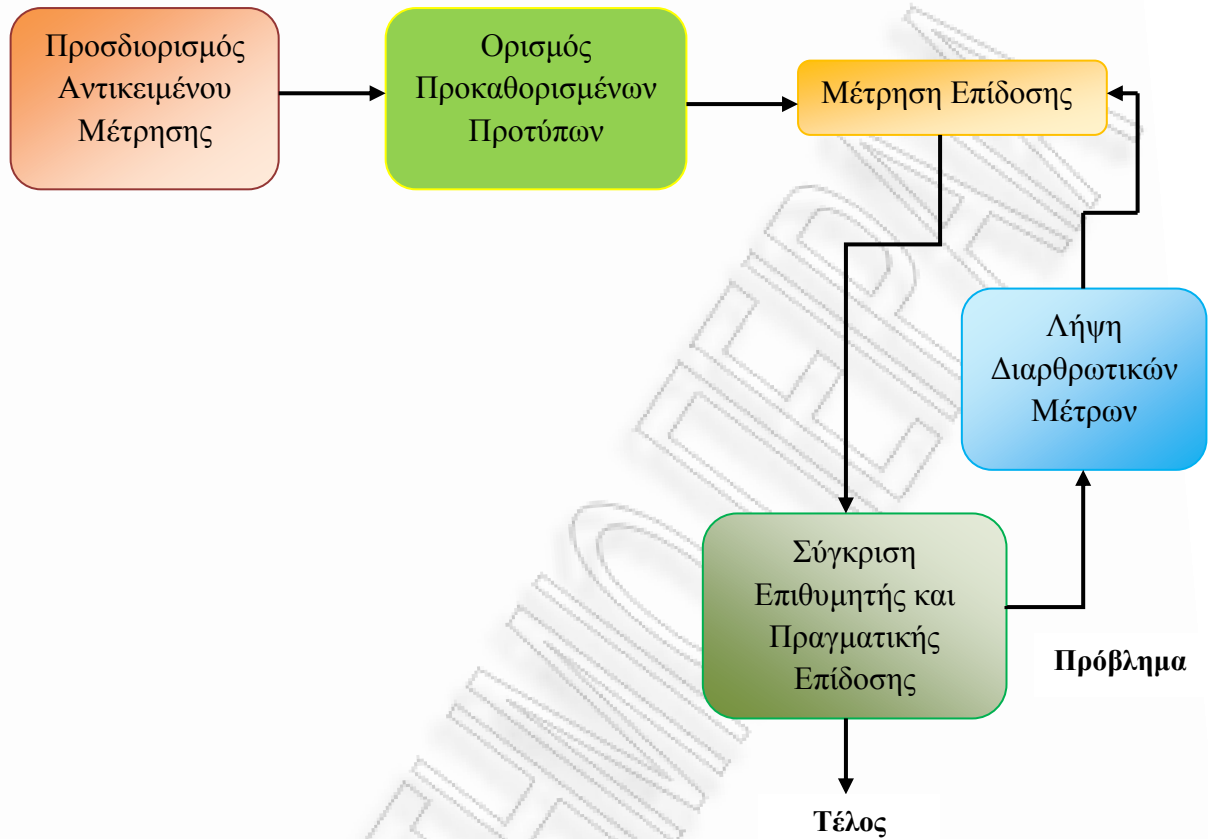 Προσδιορισμός
Αντικειμένου
Μέτρησης
Ορισμός
Προκαθορισμένων
Προτύπων
Μέτρηση Επίδοσης
Λήψη
Διαρθρωτικών
Μέτρων
Σύγκριση
Επιθυμητής και
Πραγματικής
Επίδοσης
Πρόβλημα
Τέλος